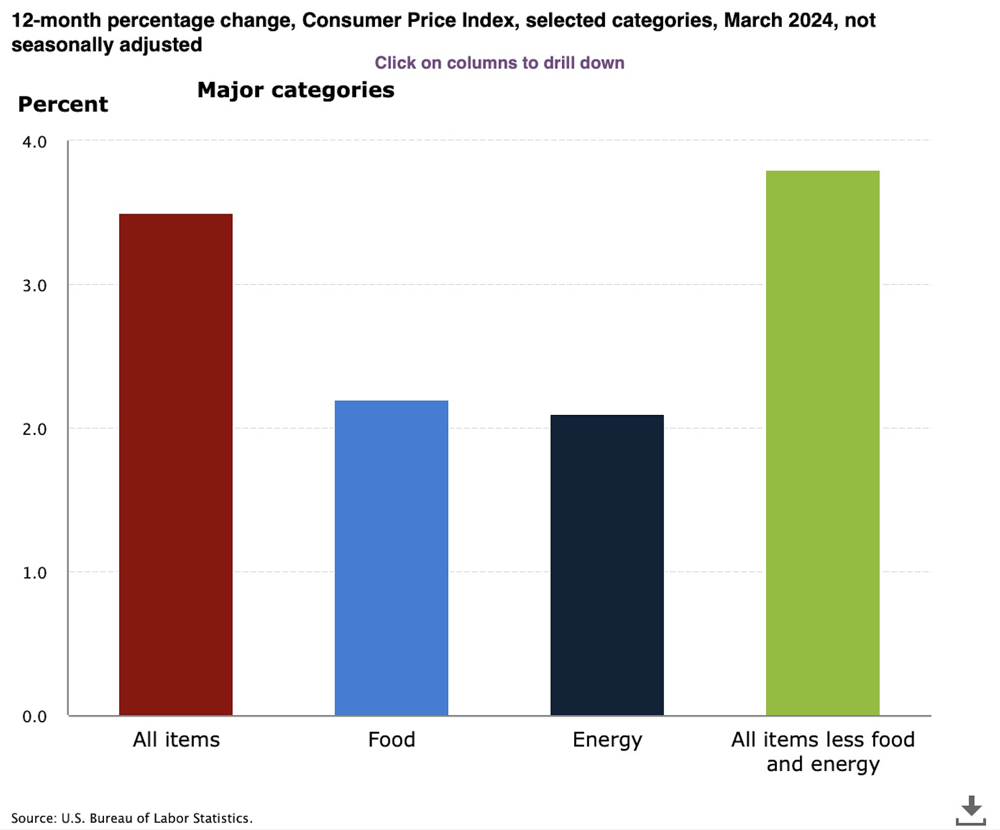 12-month percentage change, Consumer Price Index, selected categories, March 2024, not
seasonally adjusted
Click on columns to drill down
Major categories
Percent
4.0
3.0
2.0
1.0
0.0
All items
Food
Energy
All items less food
and energy
Source: U.S. Bureau of Labor Statistics.